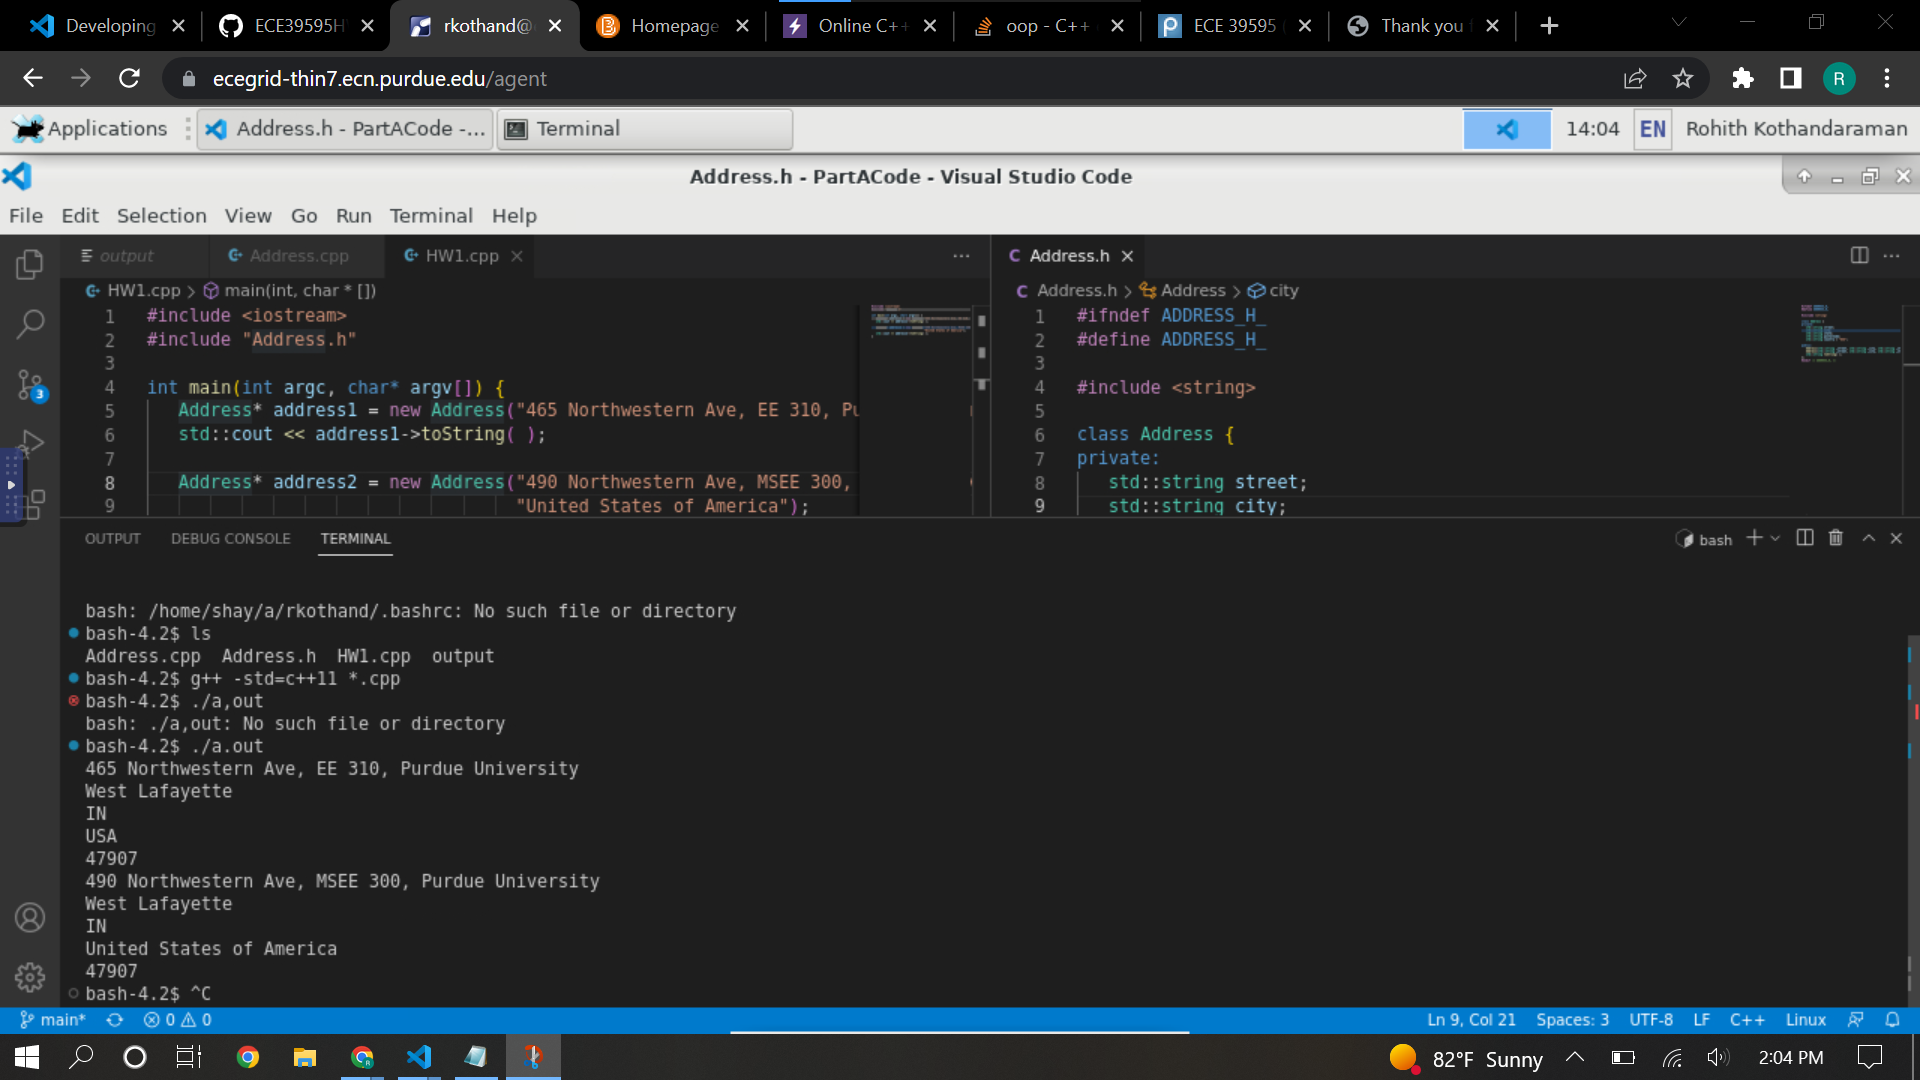 Developing
ECE39595H
rkothand@
Homepage
Online C++
oop - C++
ECE 39595
Thank you
ecegrid-thin7.ecn.purdue.edu/agent
R
Applications
Address.h - PartACode -...
Terminal
14:04
EN
Rohith Kothandaraman
Address.h - PartACode - Visual Studio Code
File Edit Selection View Go Run Terminal Help
output
Address.cpp
HW1.cpp
HW1.cpp > main(int, char * [])
1 #include <iostream>
2 #include "Address.h"
3
4 int main(int argc, char* argv[]) {
5 Address* address1 = new Address("465 Northwestern Ave, EE 310, Pu
6 std::cout << address1->toString( );
7
8 Address* address2 = new Address("490 Northwestern Ave, MSEE 300,
9 "United States of America");
Address.h
Address.h > Address > city
1 #ifndef ADDRESS_H_
2 #define ADDRESS_H_
3
4 #include <string>
5
6 class Address {
7 private:
8 std::string street;
9 std::string city;
3
OUTPUT DEBUG CONSOLE TERMINAL
bash
bash: /home/shay/a/rkothand/.bashrc: No such file or directory
bash-4.2$ ls
Address.cpp Address.h HW1.cpp output
bash-4.2$ g++ -std=c++11 *.cpp
bash-4.2$ ./a,out
bash: ./a,out: No such file or directory
bash-4.2$ ./a.out
465 Northwestern Ave, EE 310, Purdue University
West Lafayette
IN
USA
47907
490 Northwestern Ave, MSEE 300, Purdue University
West Lafayette
IN
United States of America
47907
bash-4.2$ ^C
main* 0 0
Ln 9, Col 21 Spaces: 3 UTF-8 LF C++ Linux
82°F Sunny
2:04 PM